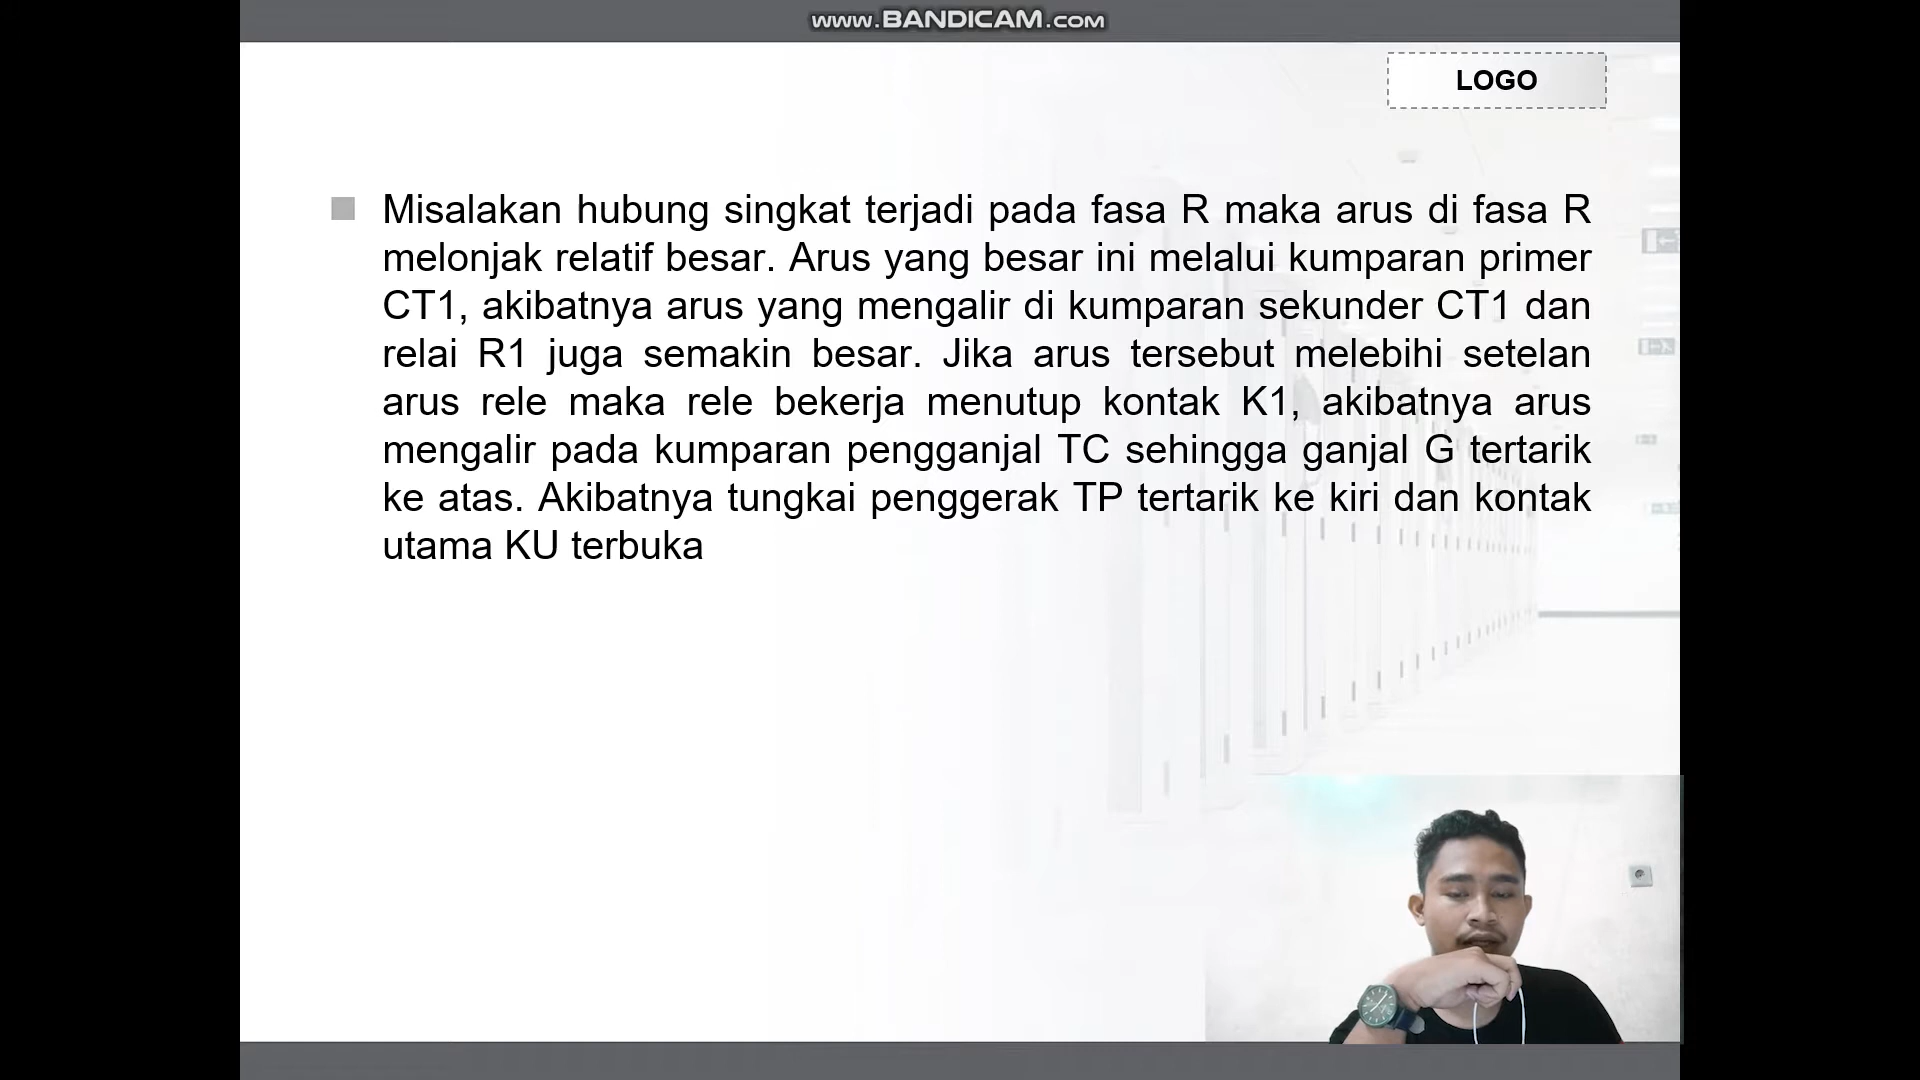 www.BANDICAM.com
LOGO
Misalakan hubung singkat terjadi pada fasa R maka arus di fasa R
melonjak relatif besar. Arus yang besar ini melalui kumparan primer
CT1, akibatnya arus yang mengalir di kumparan sekunder CT1 dan
relai R1 juga semakin besar. Jika arus tersebut melebihi setelan
arus rele maka rele bekerja menutup kontak K1, akibatnya arus
mengalir pada kumparan pengganjal TC sehingga ganjal G tertarik
ke atas. Akibatnya tungkai penggerak TP tertarik ke kiri dan kontak
utama KU terbuka